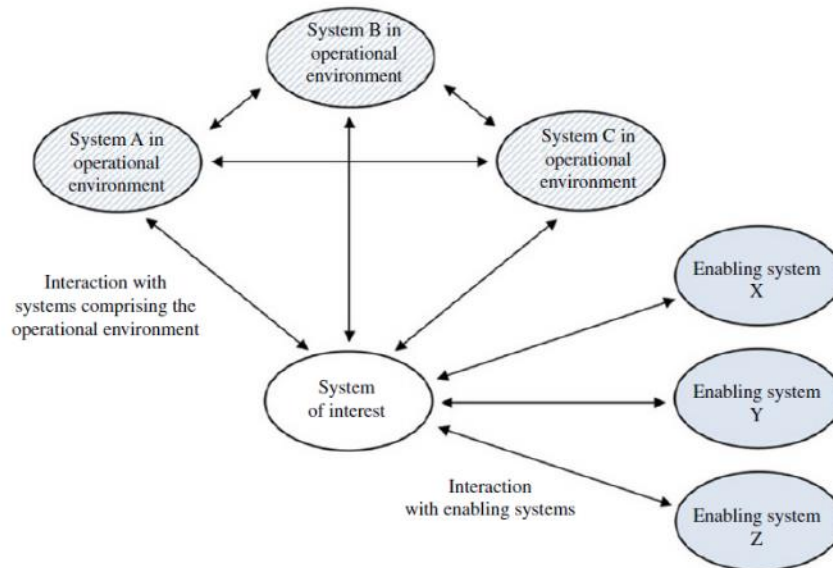 System B in
operational
environment
System A in
operational
environment
System C in
operational
environment
Interaction with
systems comprising the
operational environment
Enabling system
X
System
of interest
Enabling system
Y
Interaction
with enabling systems
Enabling system
Z